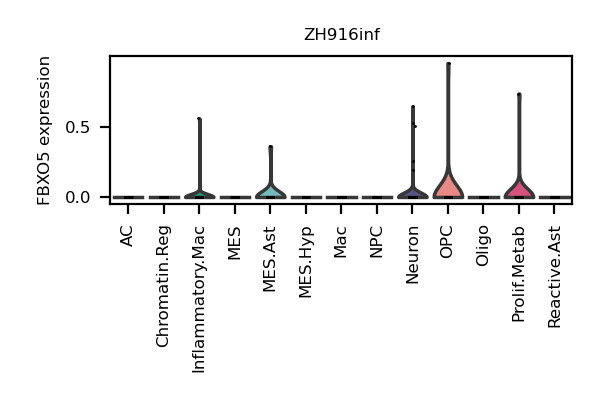 ZH916inf
FBXO5 expression
0.5
0.0
AC
Chromatin.Reg
Inflammatory.Mac
MES
MES.Ast
MES.Hyp
Mac
NPC
Neuron
OPC
Oligo
Prolif.Metab
Reactive.Ast